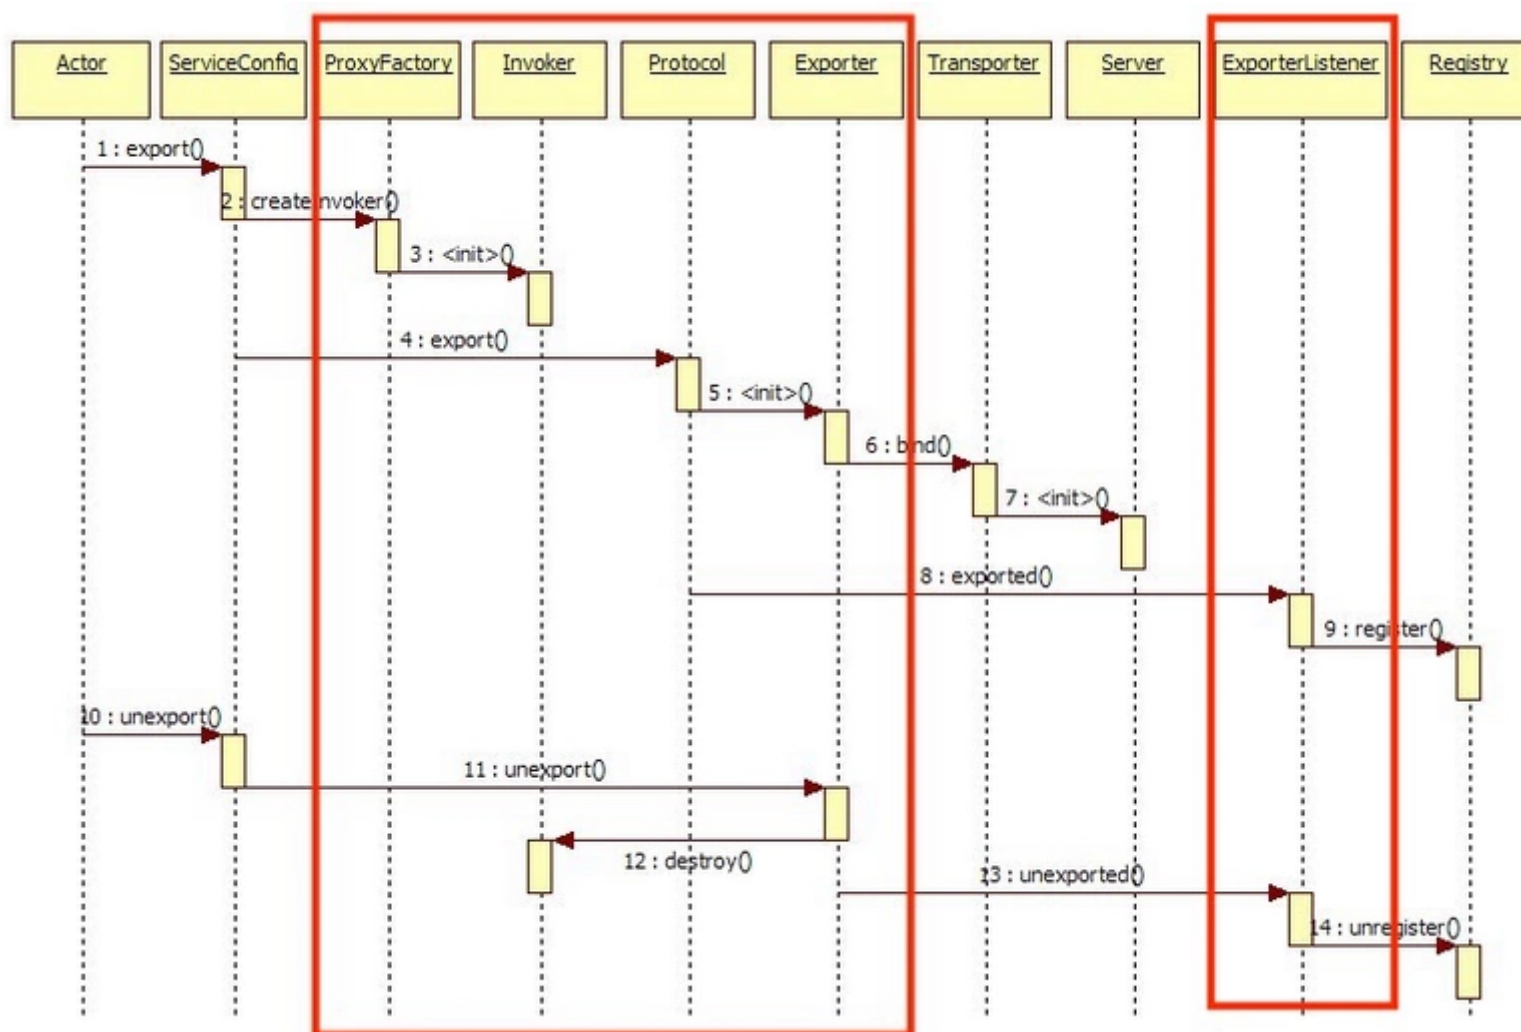 Actor
ServiceConfig
ProxyFactory
Invoker
Protocol
Exporter
Transporter
Server
ExporterListener
Registry
1 : export()
2 : createInvoker()
3 : <init>()
4 : export()
5 : <init>()
6 : bind()
7 : <init>()
8 : exported()
9 : register()
10 : unexport()
11 : unexport()
12 : destroy()
13 : unexported()
14 : unregister()